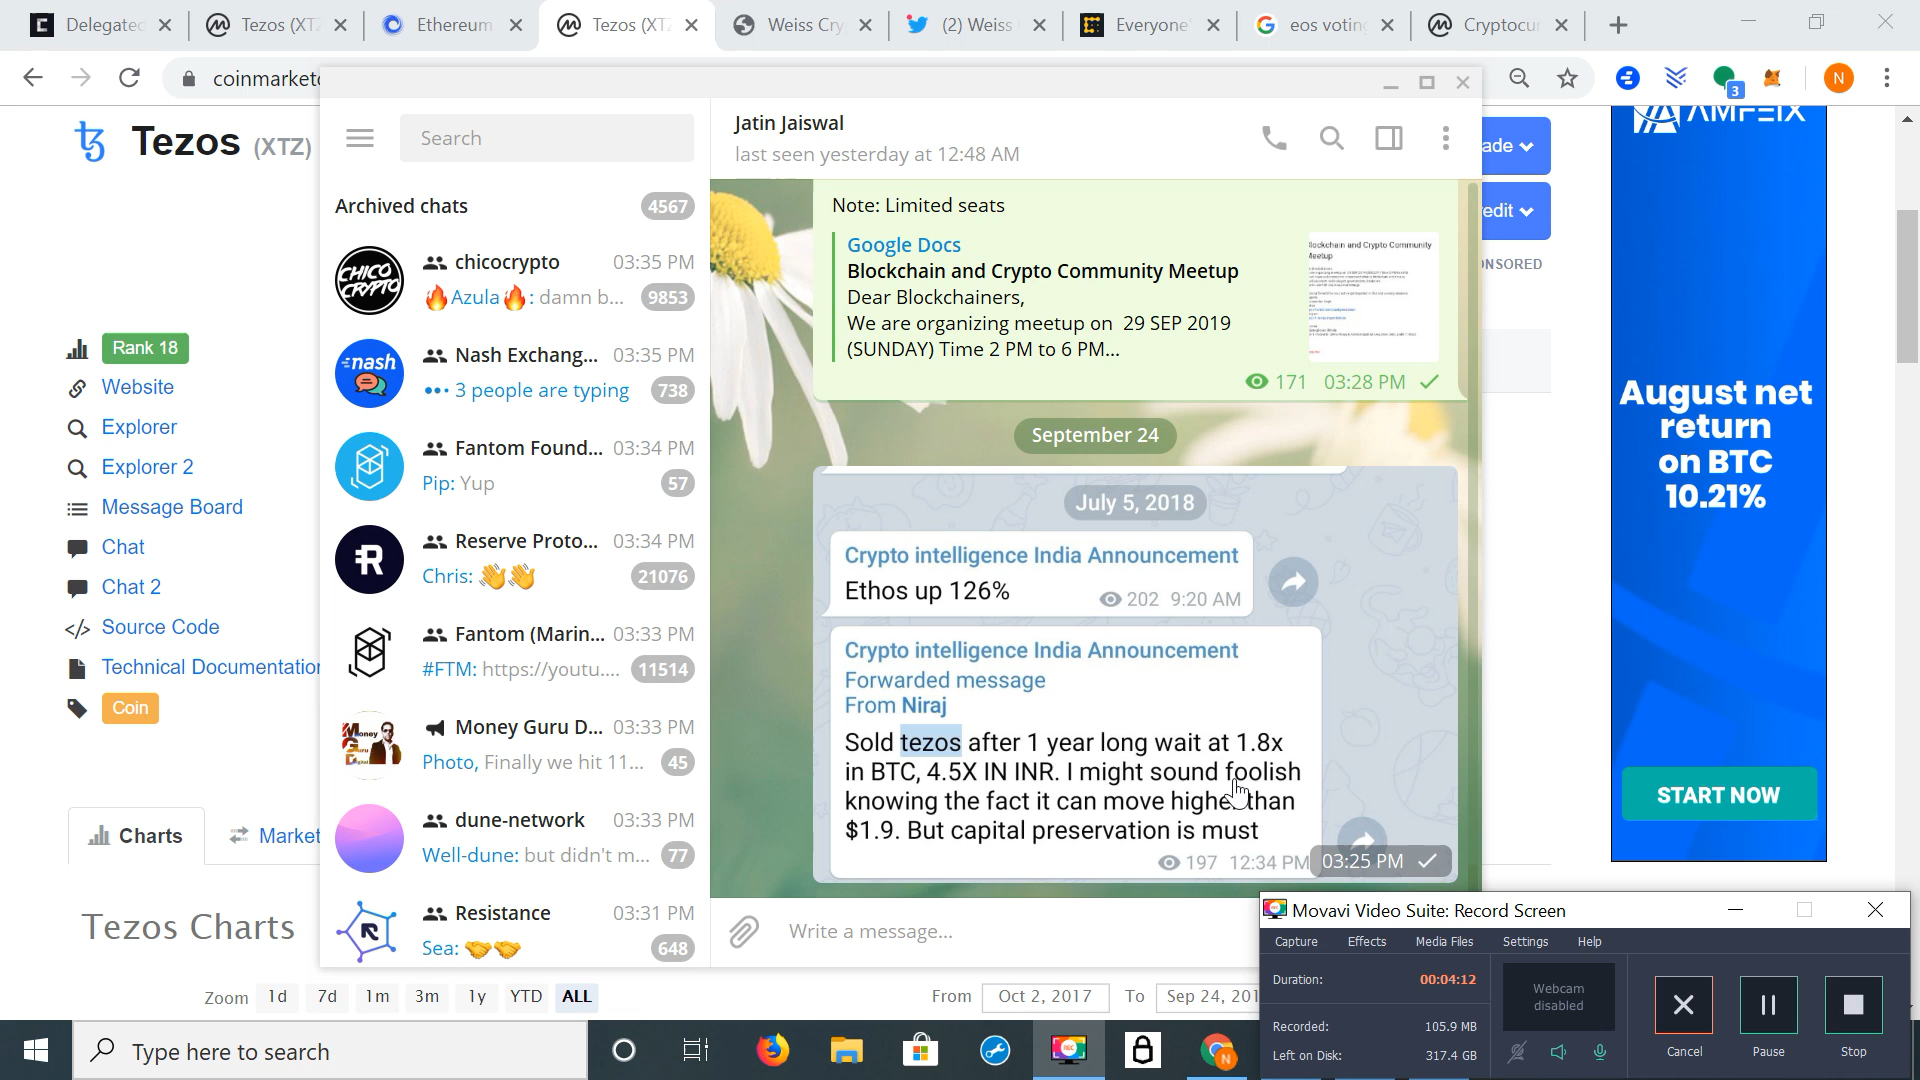 Delegated
Tezos (XT
Ethereum
Tezos (XT
Weiss Cry
(2) Weiss
Everyone'
eos voting
Cryptocur
coinmarketc
3
N
Tezos (XTZ)
Rank 18
Website
Explorer
Explorer 2
Message Board
Chat
Chat 2
Source Code
Technical Documentation
Coin
Charts
Market
Tezos Charts
Zoom 1d 7d 1m 3m 1y YTD ALL
From Oct 2, 2017 To Sep 24, 201
Search
Archived chats 4567
CHICO CRYPTO
chicocrypto 03:35 PM
Azula : damn b... 9853
nash
Nash Exchang... 03:35 PM
3 people are typing 738
Fantom Found... 03:34 PM
Pip: Yup 57
Reserve Proto... 03:34 PM
Chris: 👋👋 21076
Fantom (Marin... 03:33 PM
#FTM: https://youtu.... 11514
Money Guru D... 03:33 PM
Photo, Finally we hit 11... 45
dune-network 03:33 PM
Well-dune: but didn't m... 77
Resistance 03:31 PM
Sea: 🤝🤝 648
Jatin Jaiswal
last seen yesterday at 12:48 AM
Note: Limited seats
Google Docs
Blockchain and Crypto Community Meetup
Dear Blockchainers,
We are organizing meetup on 29 SEP 2019
(SUNDAY) Time 2 PM to 6 PM...
Blockchain and Crypto Community
Meetup
171 03:28 PM
September 24
July 5, 2018
Crypto intelligence India Announcement
Ethos up 126%
202 9:20 AM
Crypto intelligence India Announcement
Forwarded message
From Niraj
Sold tezos after 1 year long wait at 1.8x
in BTC, 4.5X IN INR. I might sound foolish
knowing the fact it can move higher than
$1.9. But capital preservation is must
197 12:34 PM
03:25 PM
Write a message...
ade
edit
NSORED
AMFEIX
August net
return
on BTC
10.21%
START NOW
Movavi Video Suite: Record Screen
Capture Effects Media Files Settings Help
Duration: 00:04:12
Recorded: 105.9 MB
Left on Disk: 317.4 GB
Webcam
disabled
Cancel Pause Stop
Type here to search
REC
N